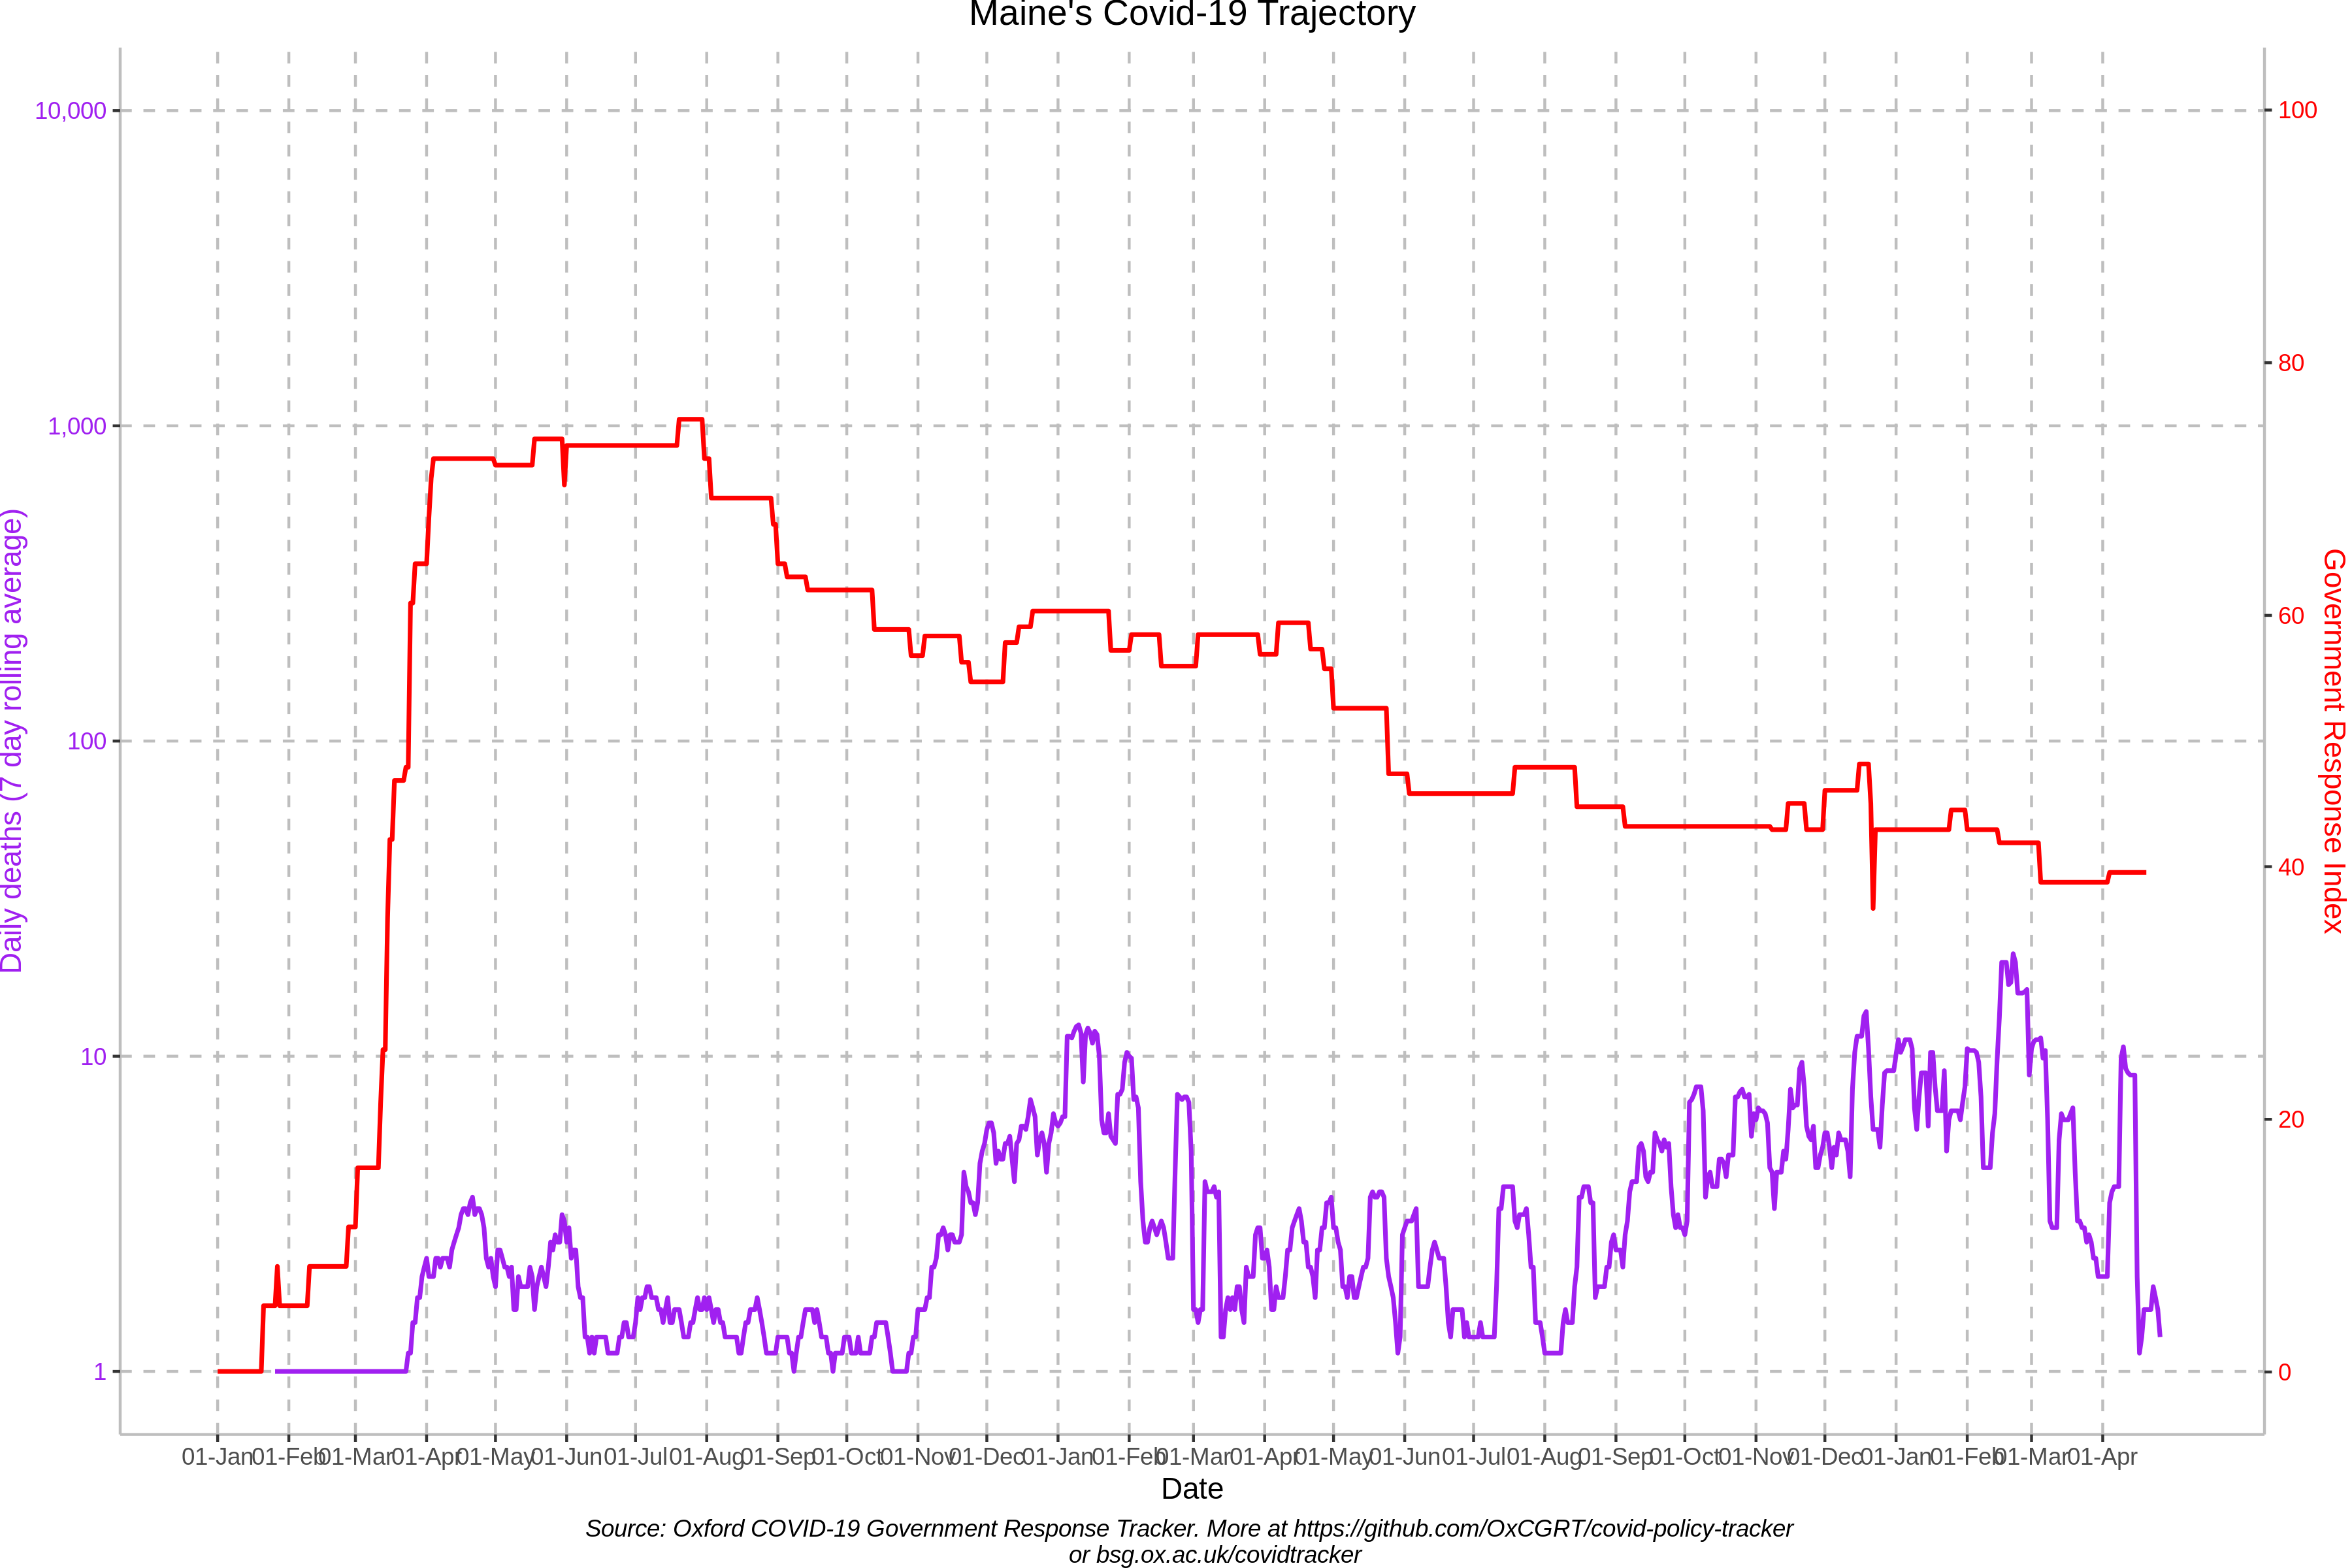 Maine's Covid-19 Trajectory
10,000
1,000
100
10
1
Daily deaths (7 day rolling average)
100
80
60
40
20
0
Government Response Index
01-Jan 01-Feb 01-Mar 01-Apr 01-May 01-Jun 01-Jul 01-Aug 01-Sep 01-Oct 01-Nov 01-Dec 01-Jan 01-Feb 01-Mar 01-Apr 01-May 01-Jun 01-Jul 01-Aug 01-Sep 01-Oct 01-Nov 01-Dec 01-Jan 01-Feb 01-Mar 01-Apr
Date
Source: Oxford COVID-19 Government Response Tracker. More at https://github.com/OxCGRT/covid-policy-tracker
or bsg.ox.ac.uk/covidtracker